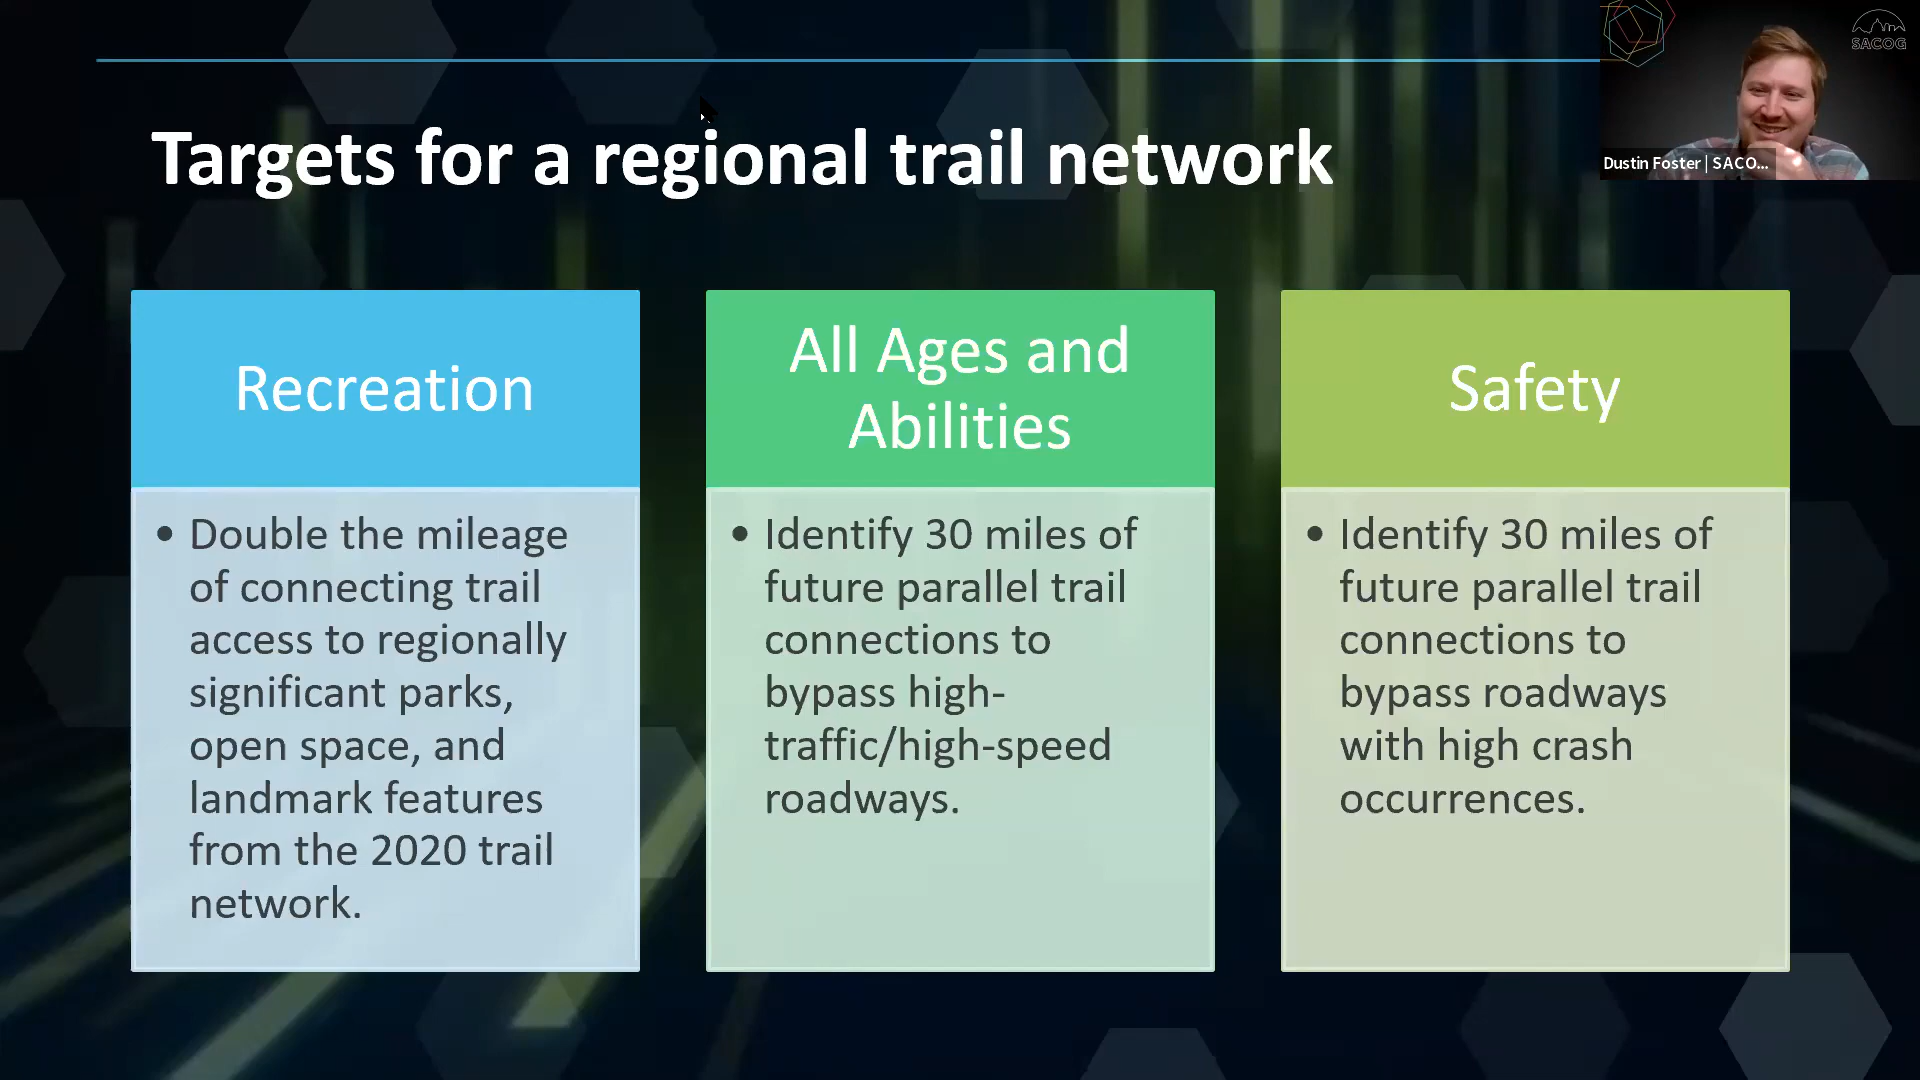 SACOG
Dustin Foster | SACO...
Targets for a regional trail network
Recreation
• Double the mileage
of connecting trail
access to regionally
significant parks,
open space, and
landmark features
from the 2020 trail
network.
All Ages and
Abilities
• Identify 30 miles of
future parallel trail
connections to
bypass high-
traffic/high-speed
roadways.
Safety
• Identify 30 miles of
future parallel trail
connections to
bypass roadways
with high crash
occurrences.